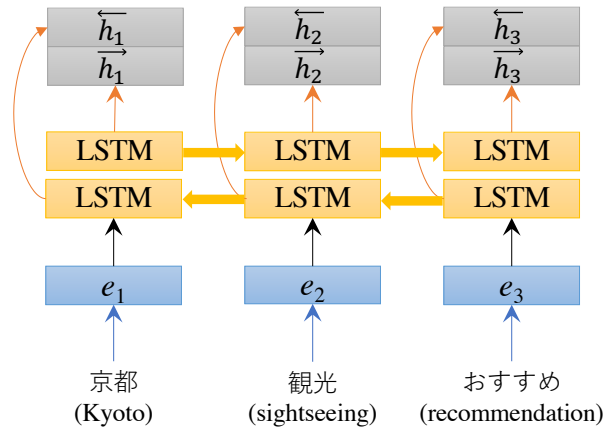 ←h₁ ←h₂ ←h₃
→h₁ →h₂ →h₃
LSTM LSTM LSTM
LSTM LSTM LSTM
e₁ e₂ e₃
京都 観光 おすすめ
(Kyoto) (sightseeing) (recommendation)